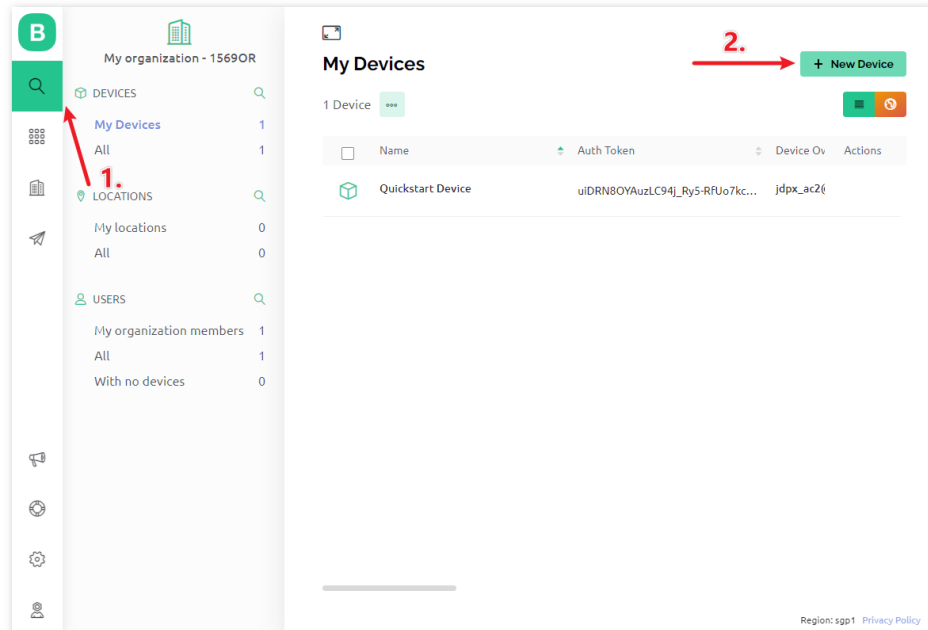 B
My organization - 1569OR
DEVICES
My Devices 1
All 1
1.
LOCATIONS
My locations 0
All 0
USERS
My organization members 1
All 1
With no devices 0
My Devices
2.
+ New Device
1 Device
Name Auth Token Device Ov Actions
Quickstart Device uiDRN8OYAuzLC94j_Ry5-RfUo7kc... jdpx_ac2(
Region: sgp1 Privacy Policy